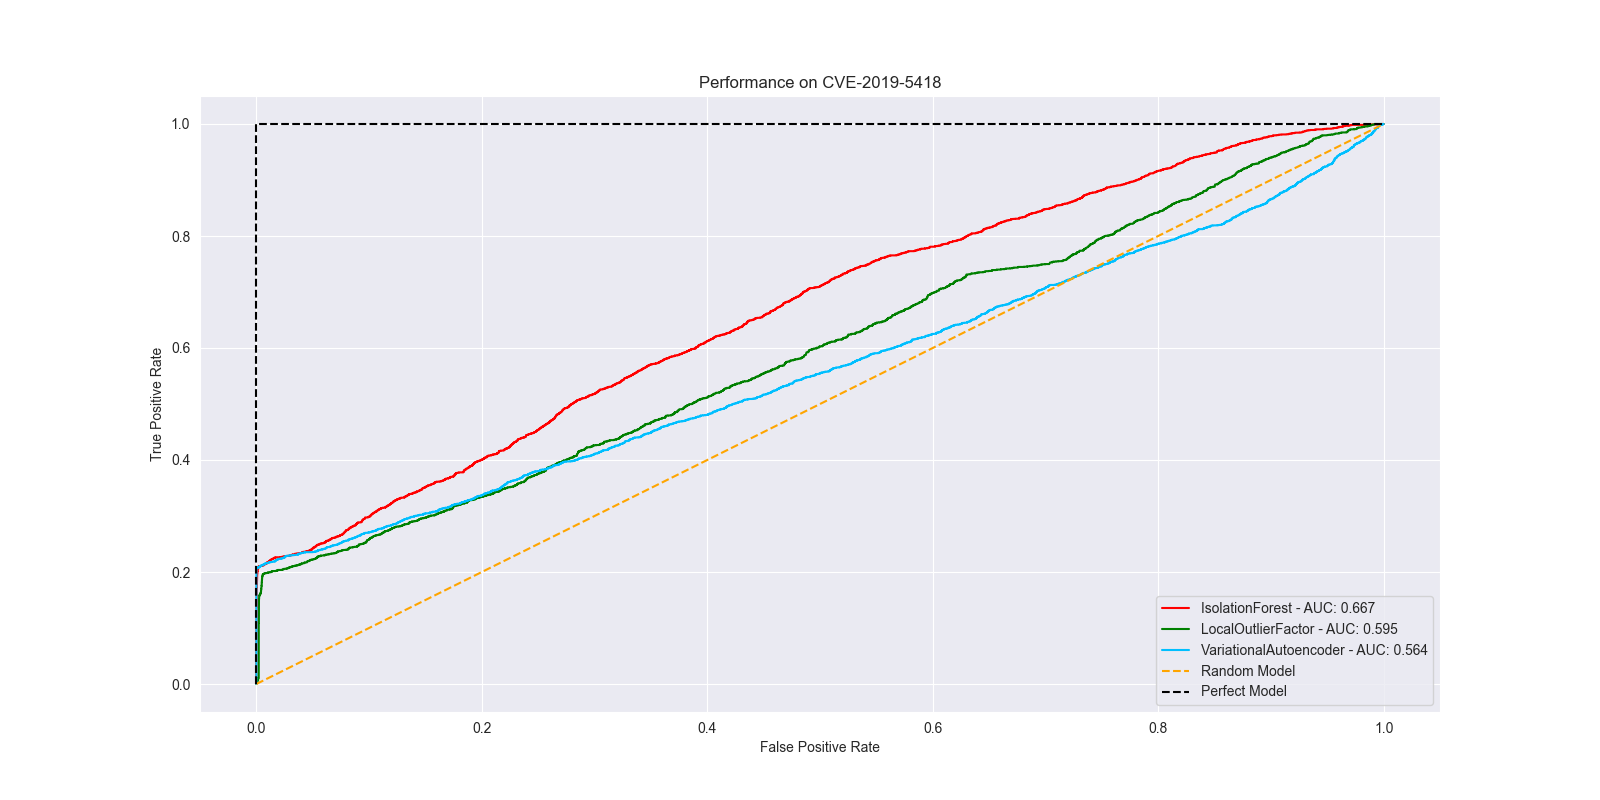 Performance on CVE-2019-5418
True Positive Rate
1.0
0.8
0.6
0.4
0.2
0.0
0.0 0.2 0.4 0.6 0.8 1.0
False Positive Rate
IsolationForest - AUC: 0.667
LocalOutlierFactor - AUC: 0.595
VariationalAutoencoder - AUC: 0.564
Random Model
Perfect Model